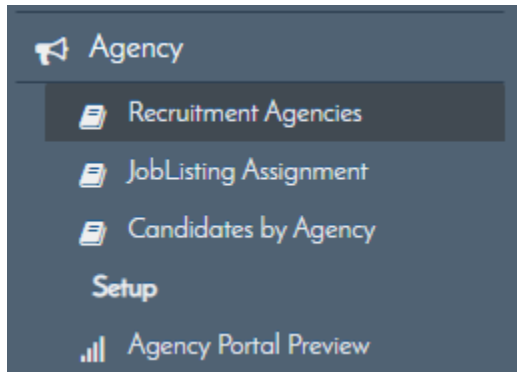 Agency
Recruitment Agencies
JobListing Assignment
Candidates by Agency
Setup
Agency Portal Preview